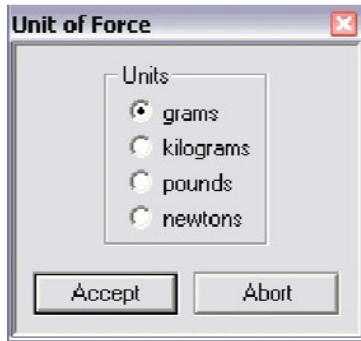 Unit of Force
Units
grams
kilograms
pounds
newtons
Accept Abort